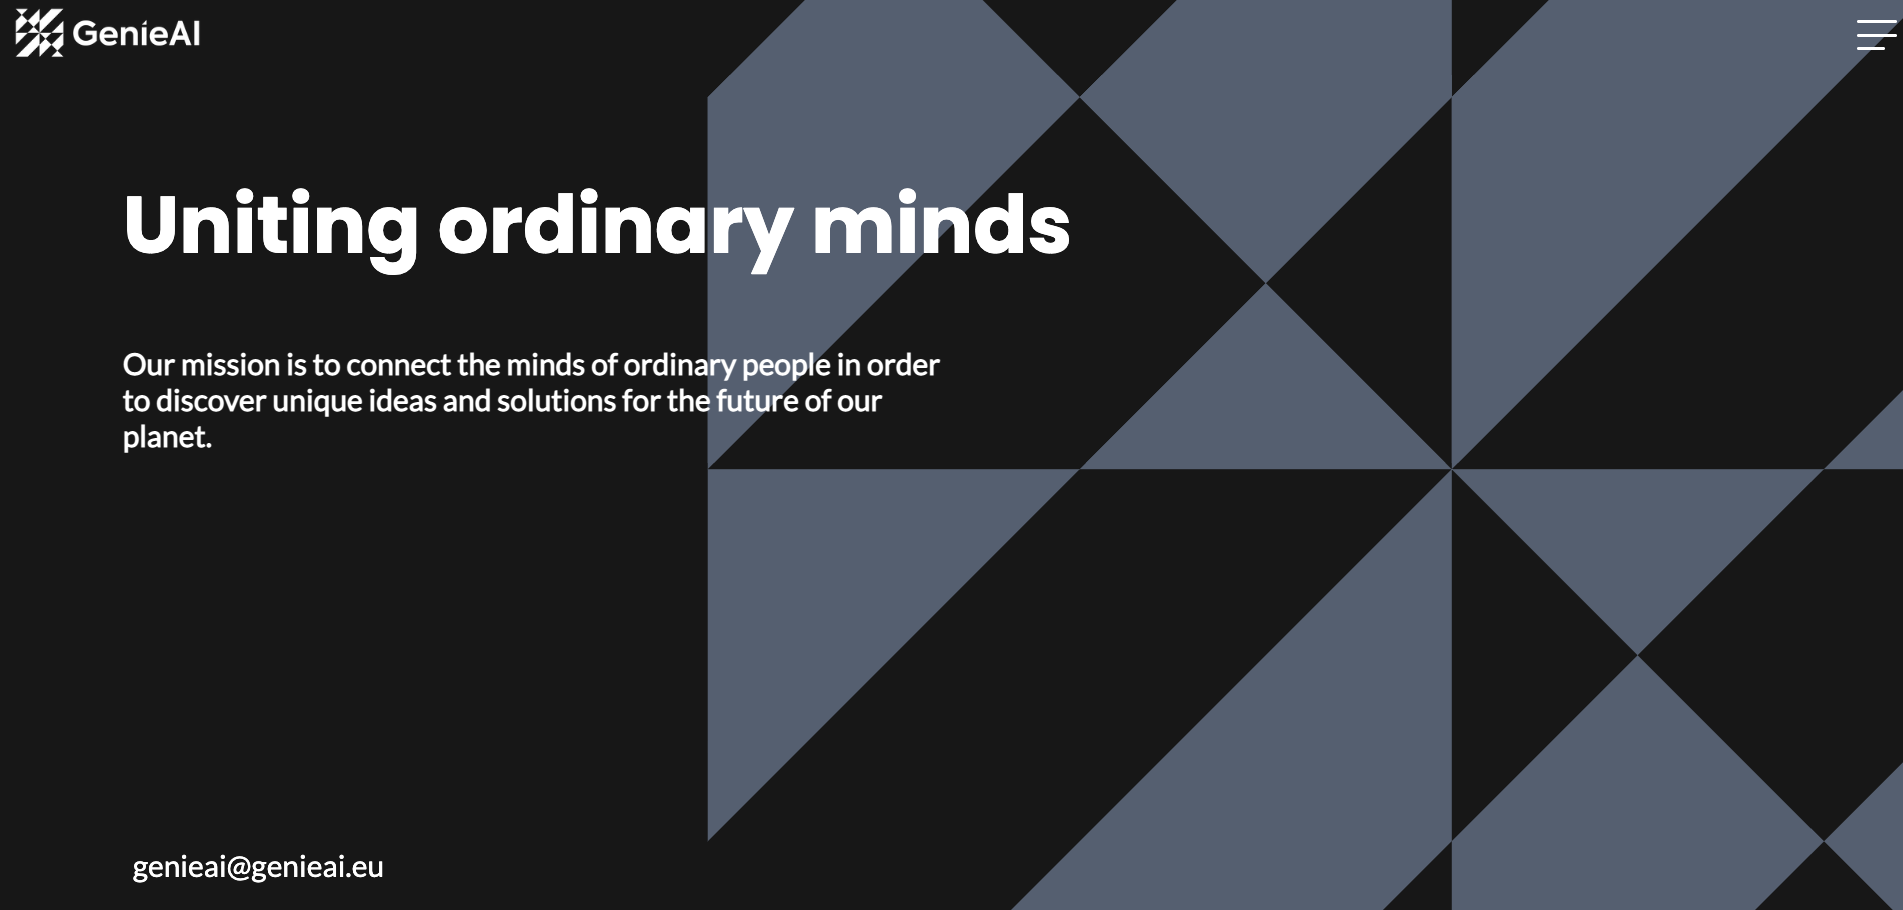 GenieAI
Uniting ordinary minds
Our mission is to connect the minds of ordinary people in order
to discover unique ideas and solutions for the future of our
planet.
genieai@genieai.eu